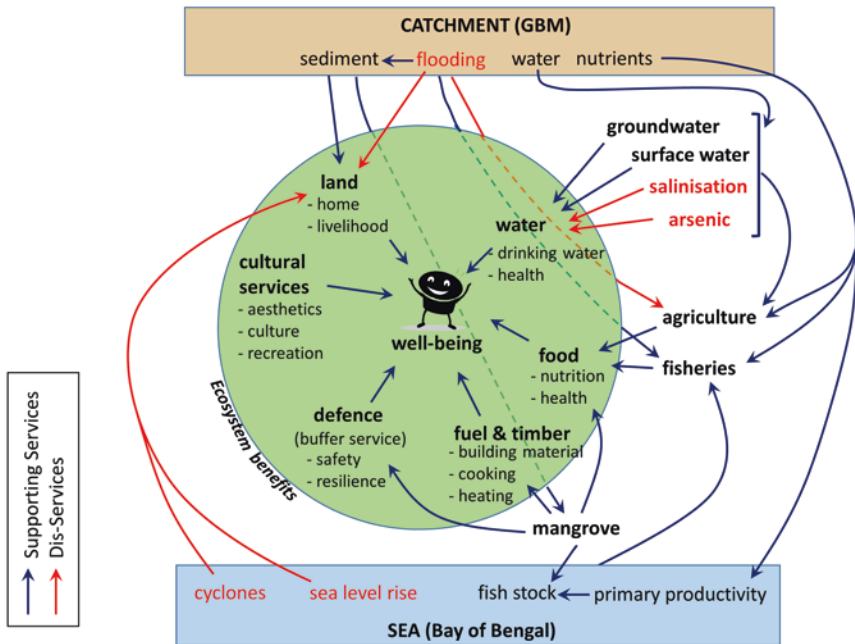 CATCHMENT (GBM)
sediment
flooding
water
nutrients
groundwater
surface water
salinisation
arsenic
land
- home
- livelihood
water
- drinking water
- health
cultural
services
- aesthetics
- culture
- recreation
well-being
agriculture
fisheries
food
- nutrition
- health
defence
(buffer service)
- safety
- resilience
fuel & timber
- building material
- cooking
- heating
Ecosystem benefits
mangrove
Supporting Services
Dis-Services
cyclones
sea level rise
fish stock
primary productivity
SEA (Bay of Bengal)